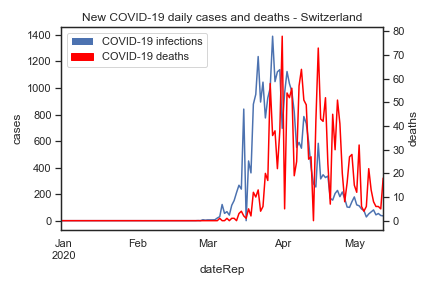 New COVID-19 daily cases and deaths - Switzerland
COVID-19 infections
COVID-19 deaths
1400
1200
1000
800
600
400
200
0
cases
80
70
60
50
40
30
20
10
0
deaths
Jan Feb Mar Apr May
2020
dateRep